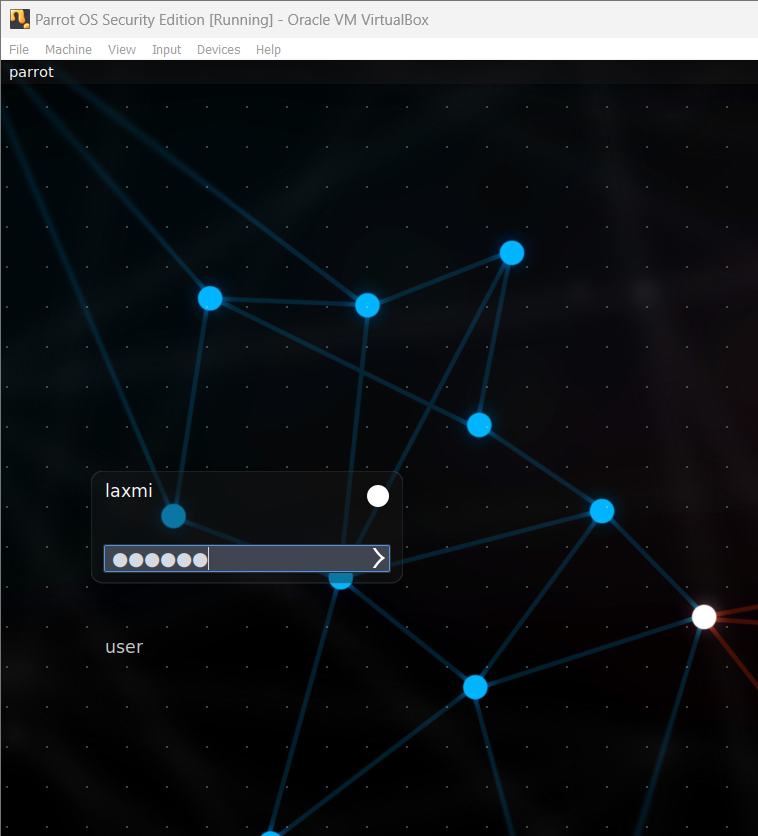 Parrot OS Security Edition [Running] - Oracle VM VirtualBox
File Machine View Input Devices Help
parrot
laxmi
●●●●●●
user